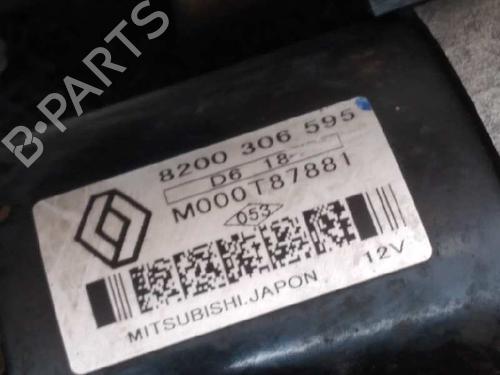 B-PARTS
8200 306 595
D6 18
M000T87881
053
12V
MITSUBISHI.JAPON